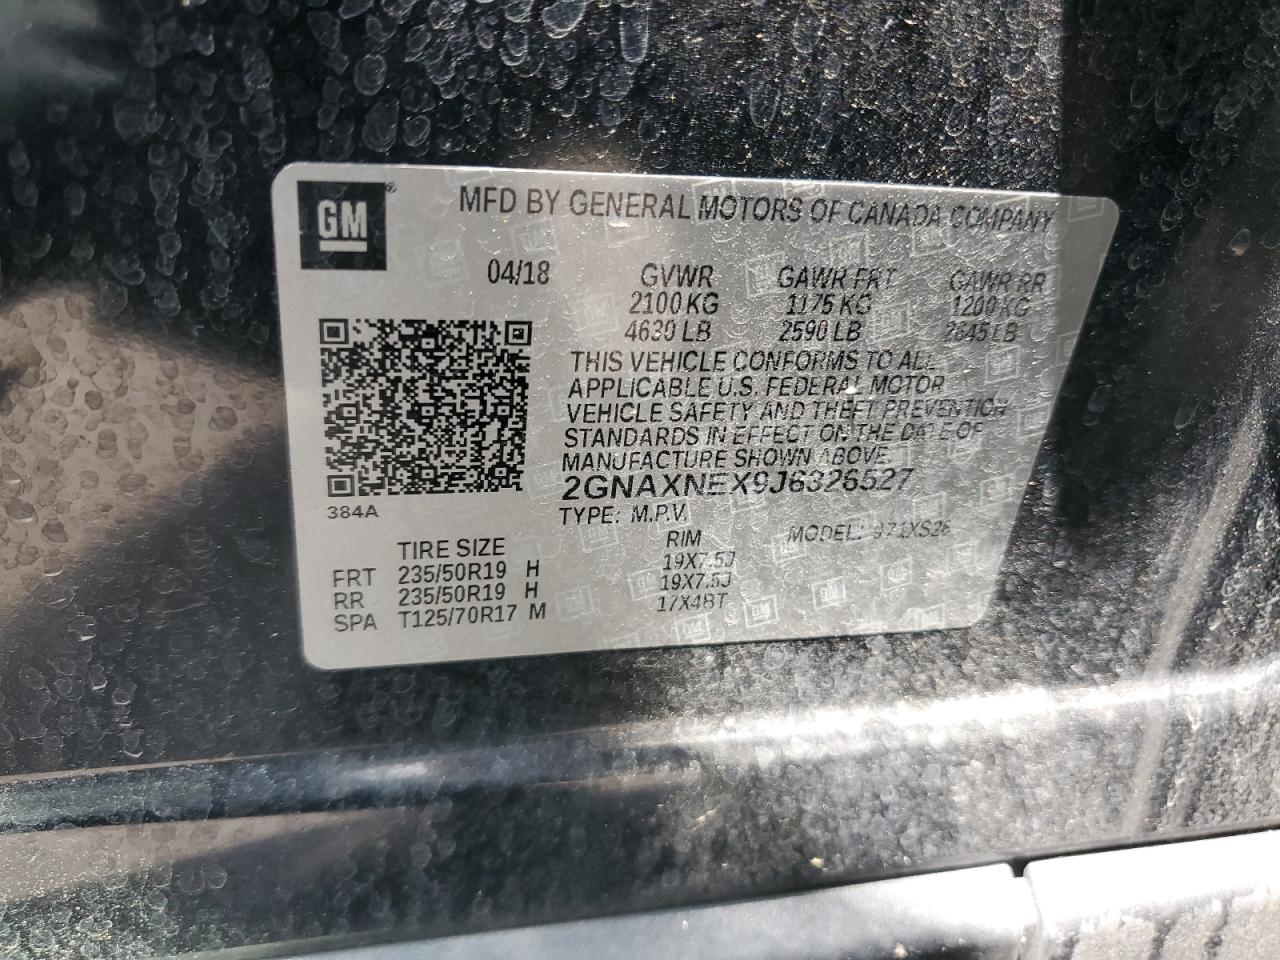 GM®
MFD BY GENERAL MOTORS OF CANADA COMPANY
04/18 GVWR GAWR FRT GAWR RR
2100 KG 1175 KG 1200 KG
4630 LB 2590 LB 2645 LB
THIS VEHICLE CONFORMS TO ALL
APPLICABLE U.S. FEDERAL MOTOR
VEHICLE SAFETY AND THEFT PREVENTION
STANDARDS IN EFFECT ON THE DATE OF
MANUFACTURE SHOWN ABOVE
2GNAXNEX9J6326527
384A
TYPE: M.P.V.
MODEL: 971XS26
TIRE SIZE RIM
FRT 235/50R19 H 19X7.5J
RR 235/50R19 H 19X7.5J
SPA T125/70R17 M 17X4BT